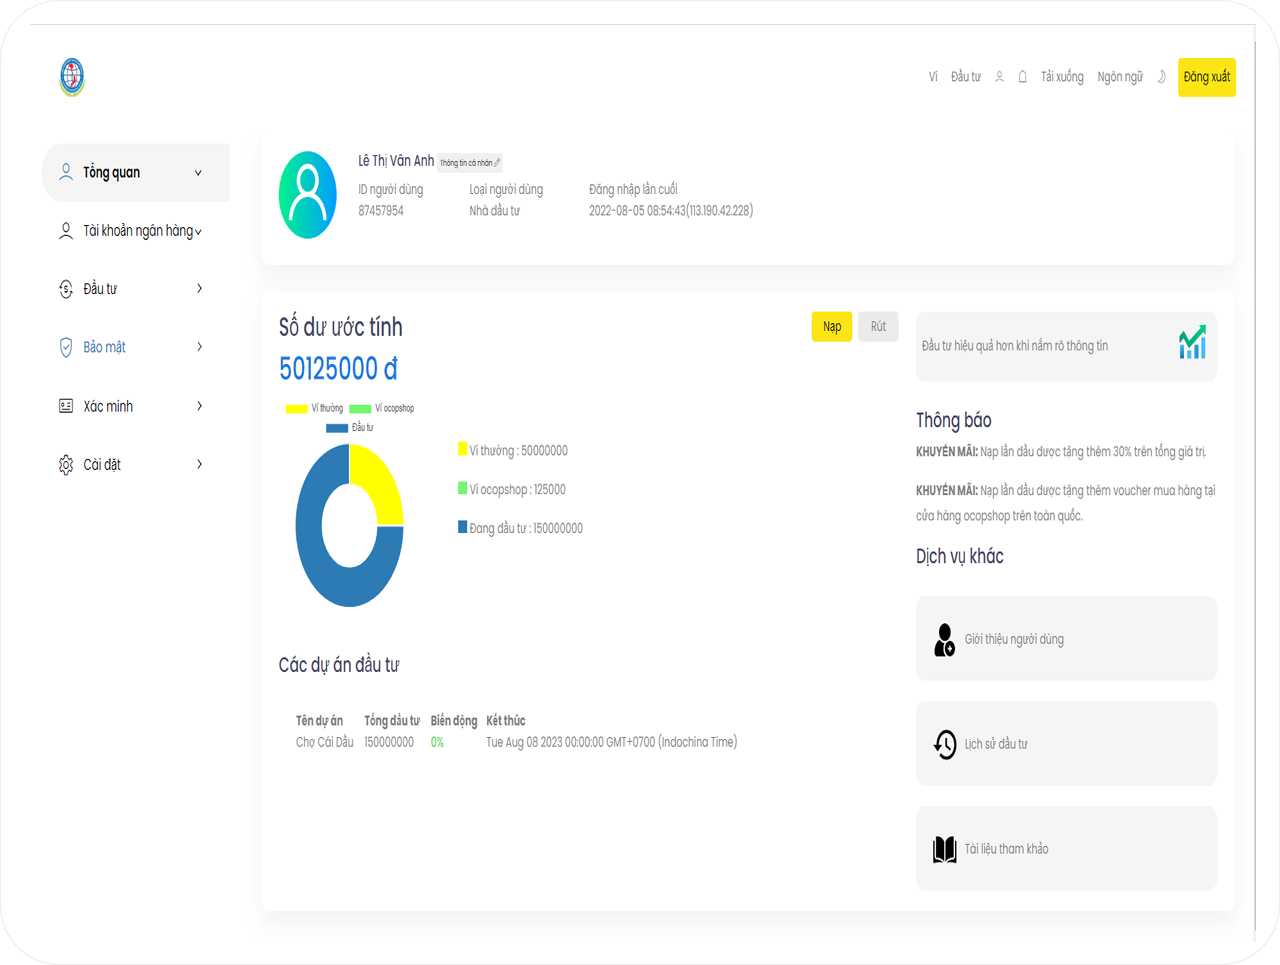 Ví Đầu tư Tải xuống Ngôn ngữ Đăng xuất
Tổng quan
Tài khoản ngân hàng
Đầu tư
Bảo mật
Xác minh
Cài đặt
Lê Thị Vân Anh Thông tin cá nhân
ID người dùng Loại người dùng Đăng nhập lần cuối
87457954 Nhà đầu tư 2022-08-05 08:54:43(113.190.42.228)
Số dư ước tính
50125000 đ
Nạp Rút
Ví thường Ví ocopshop
Đầu tư
Ví thường : 50000000
Ví ocopshop : 125000
Đang đầu tư : 150000000
Các dự án đầu tư
Tên dự án Tổng đầu tư Biến động Kết thúc
Chợ Cái Dầu 150000000 0% Tue Aug 08 2023 00:00:00 GMT+0700 (Indochina Time)
Đầu tư hiệu quả hơn khi nắm rõ thông tin
Thông báo
KHUYẾN MÃI: Nạp lần đầu được tặng thêm 30% trên tổng giá trị.
KHUYẾN MÃI: Nạp lần đầu được tặng thêm voucher mua hàng tại
cửa hàng ocopshop trên toàn quốc.
Dịch vụ khác
Giới thiệu người dùng
Lịch sử đầu tư
Tài liệu tham khảo